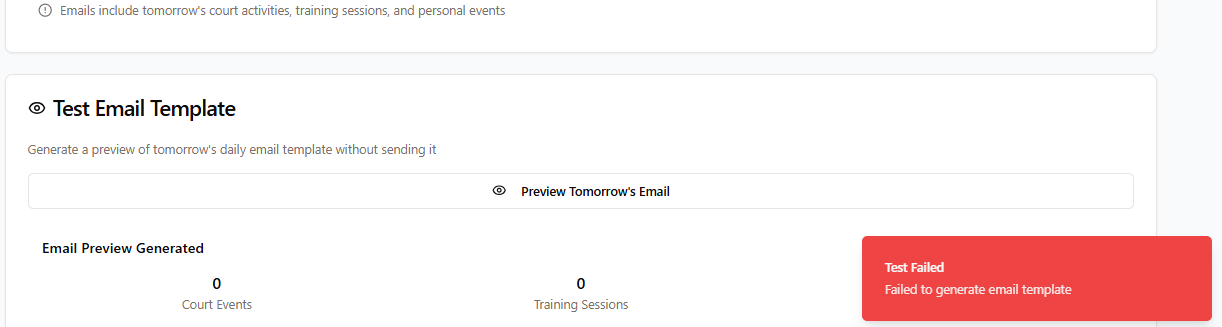 Emails include tomorrow's court activities, training sessions, and personal events
Test Email Template
Generate a preview of tomorrow's daily email template without sending it
Preview Tomorrow's Email
Email Preview Generated
0
Court Events
0
Training Sessions
Test Failed
Failed to generate email template